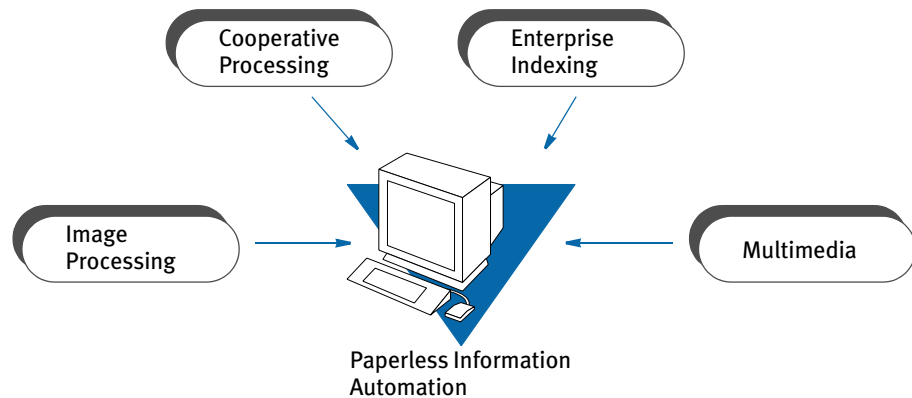 Cooperative
Processing
Enterprise
Indexing
Image
Processing
Multimedia
Paperless Information
Automation